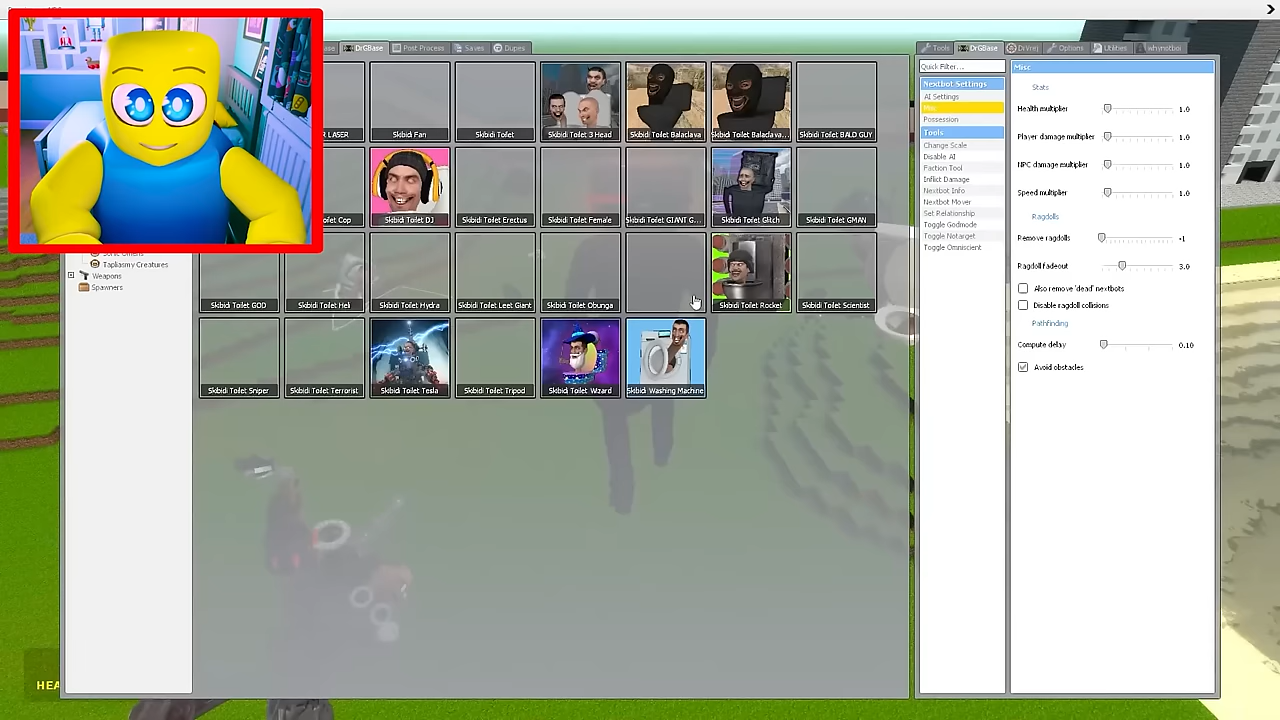 DrGBase
Post Process
Saves
Dupes
Skibidi Fan
Skibidi Toilet
Skibidi Toilet 3 Head
Skibidi Toilet Balaclava
Skibidi Toilet BALD GUY
Skibidi Toilet DJ
Skibidi Toilet Erectus
Skibidi Toilet Female
Skibidi Toilet GIANT G...
Skibidi Toilet Glitch
Skibidi Toilet GMAN
Skibidi Toilet GOD
Skibidi Toilet Heli
Skibidi Toilet Hydra
Skibidi Toilet Leet Giant
Skibidi Toilet Obunga
Skibidi Toilet Rocket
Skibidi Toilet Scientist
Skibidi Toilet Sniper
Skibidi Toilet Terrorist
Skibidi Toilet Tesla
Skibidi Toilet Tripod
Skibidi Toilet Wizard
Skibidi Washing Machine
Topliasmy Creatures
Weapons
Spawners
HEA
Tools
DrGBase
DrVrej
Options
Utilities
whynotboi
Quick Filter...
Nextbot Settings
AI Settings
Misc
Possession
Tools
Change Scale
Disable AI
Faction Tool
Inflict Damage
Nextbot Info
Nextbot Mover
Set Relationship
Toggle Godmode
Toggle Notarget
Toggle Omniscient
Misc
Stats
Health multiplier 1.0
Player damage multiplier 1.0
NPC damage multiplier 1.0
Speed multiplier 1.0
Ragdolls
Remove ragdolls -1
Ragdoll fadeout 3.0
Also remove 'dead' nextbots
Disable ragdoll collisions
Pathfinding
Compute delay 0.10
Avoid obstacles